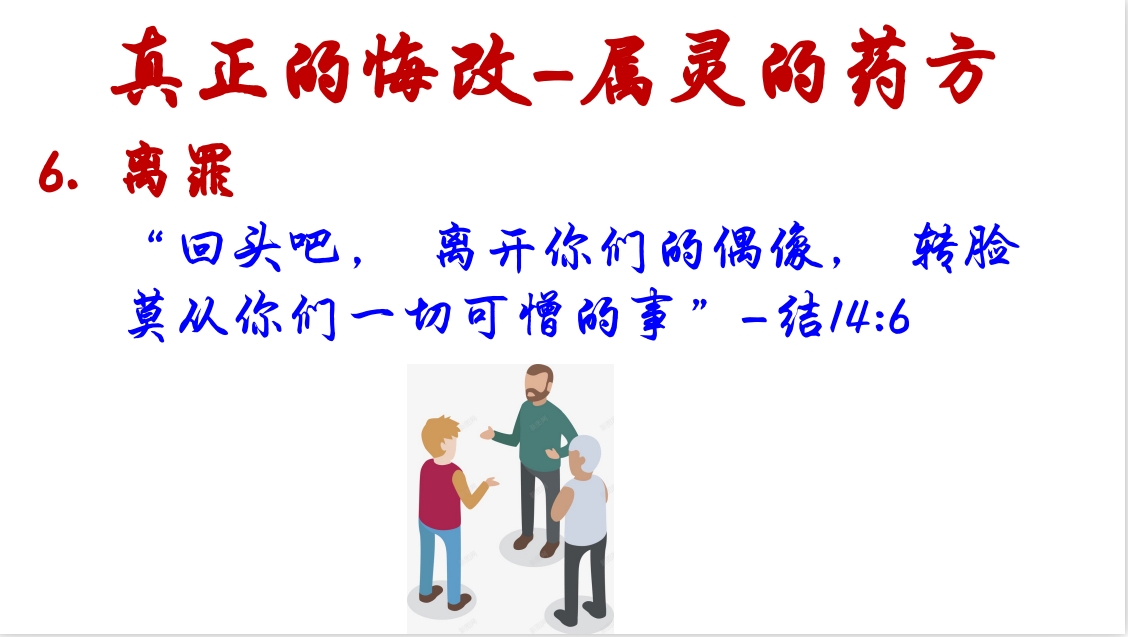 真正的悔改-属灵的药方
6. 离罪
“回头吧， 离开你们的偶像， 转脸
莫从你们一切可憎的事”-结14:6